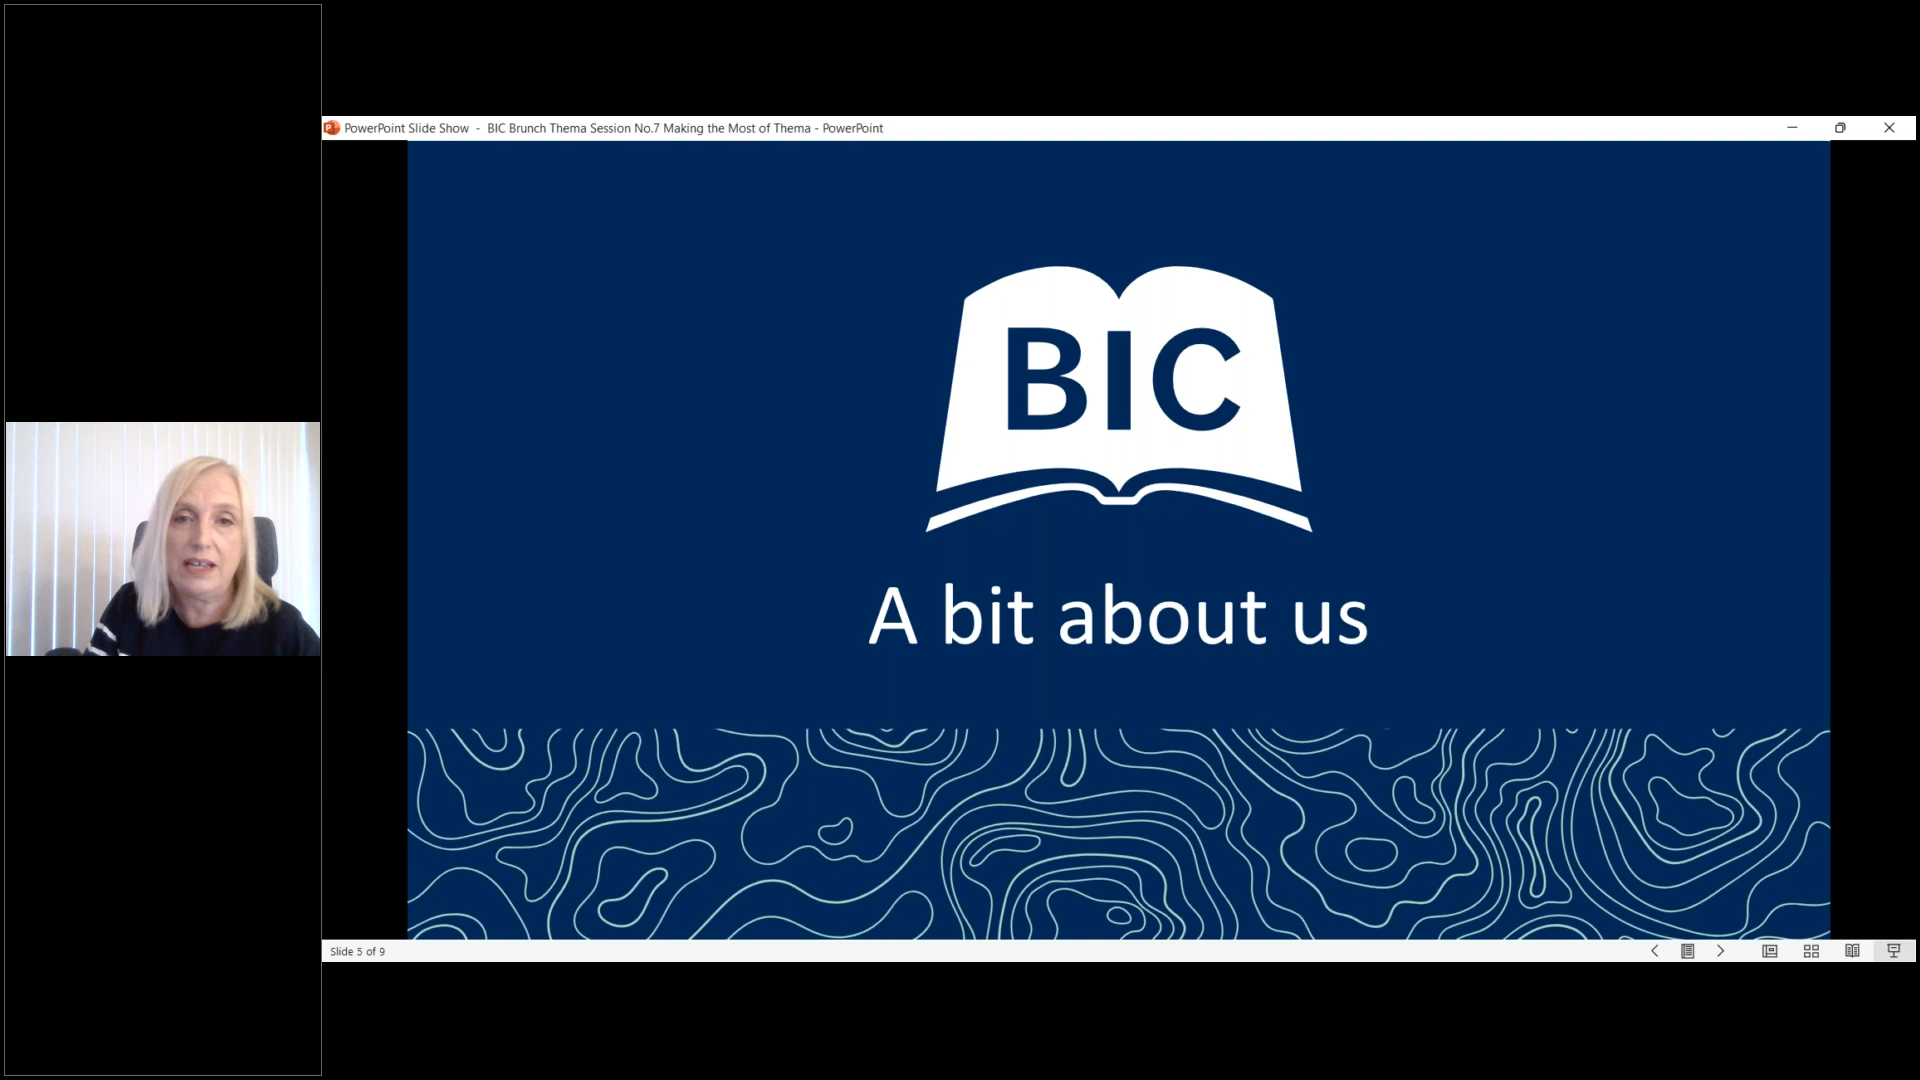 PowerPoint Slide Show - BIC Brunch Thema Session No.7 Making the Most of Thema - PowerPoint
BIC
A bit about us
Slide 5 of 9